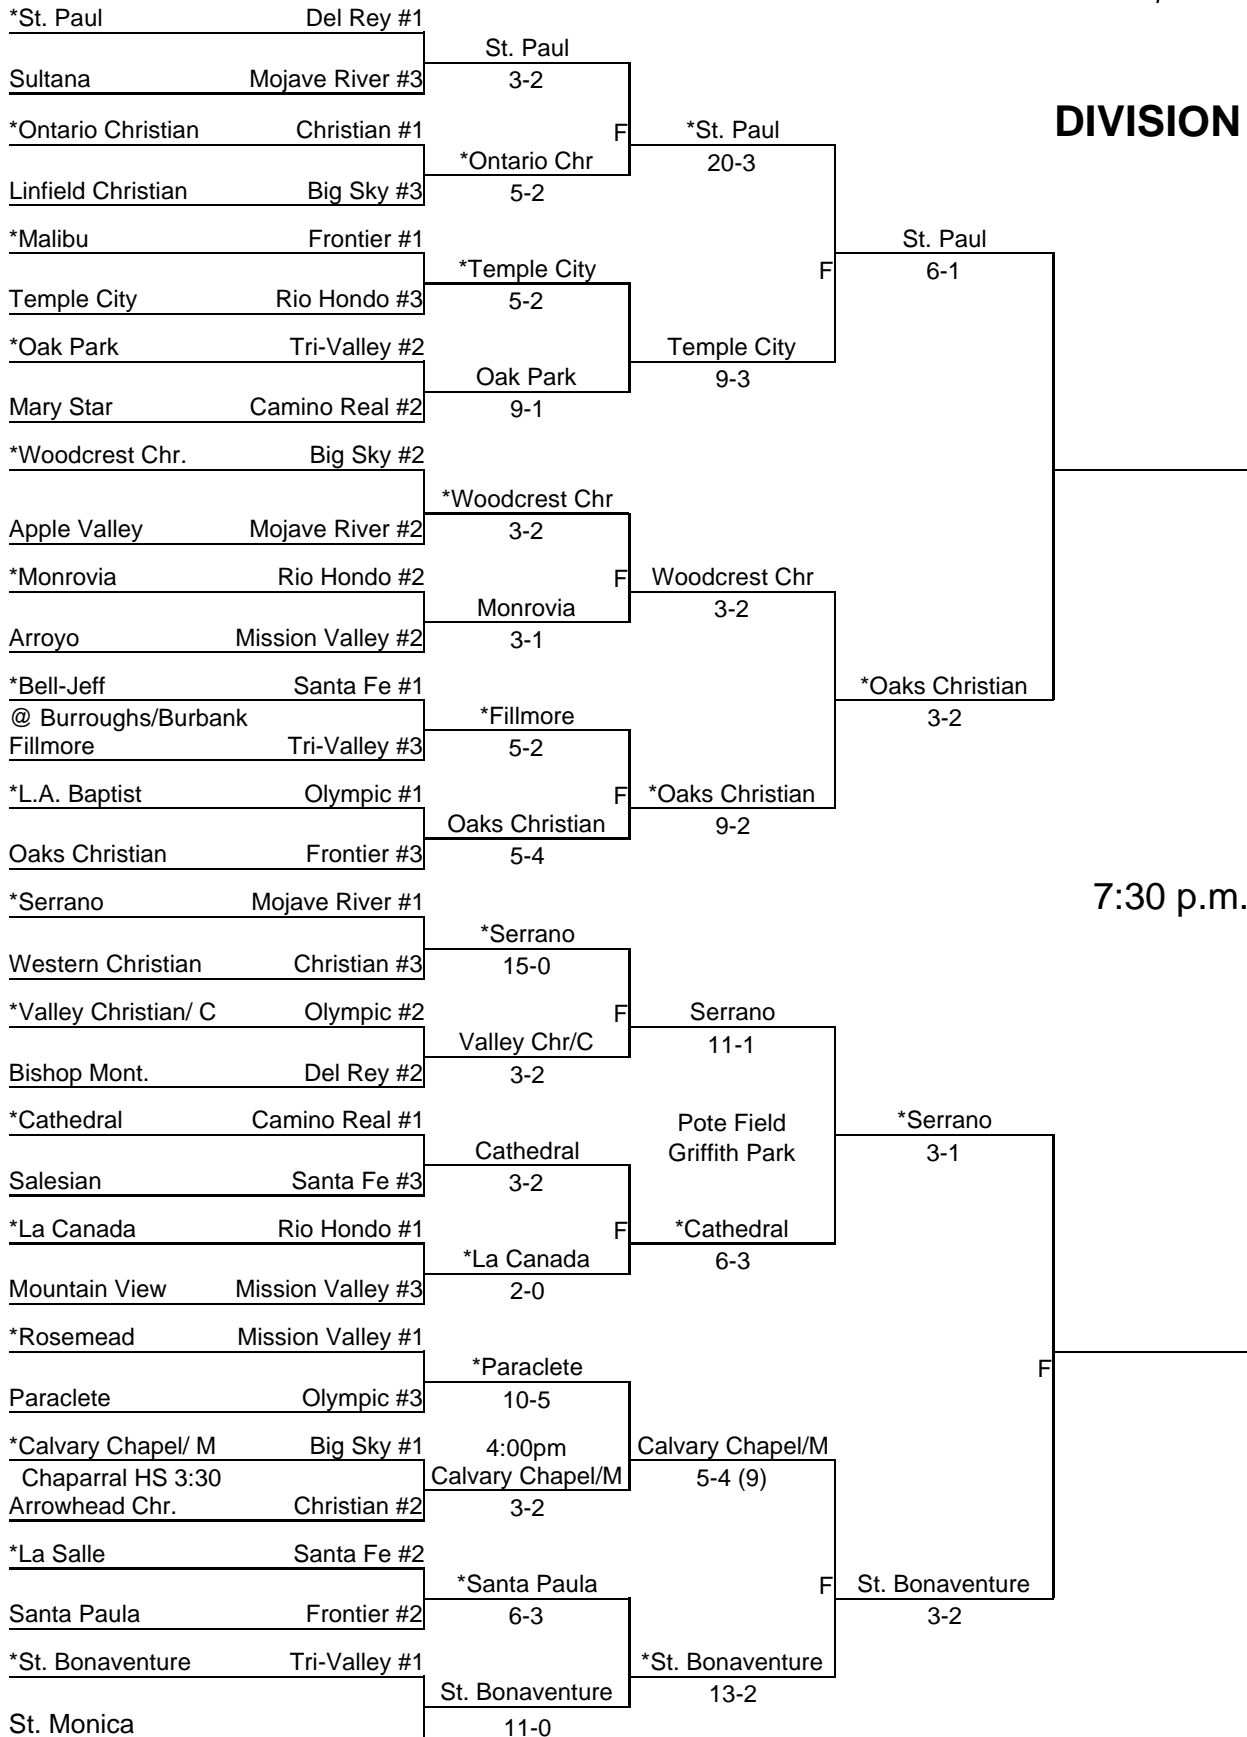 *St. Paul Del Rey #1
St. Paul
Sultana Mojave River #3 3-2
DIVISION
*Ontario Christian Christian #1 F *St. Paul
*Ontario Chr 20-3
Linfield Christian Big Sky #3 5-2
*Malibu Frontier #1 St. Paul
*Temple City F 6-1
Temple City Rio Hondo #3 5-2
*Oak Park Tri-Valley #2 Temple City
Oak Park 9-3
Mary Star Camino Real #2 9-1
*Woodcrest Chr. Big Sky #2
*Woodcrest Chr
Apple Valley Mojave River #2 3-2
*Monrovia Rio Hondo #2 F Woodcrest Chr
Monrovia 3-2
Arroyo Mission Valley #2 3-1
*Bell-Jeff Santa Fe #1 *Oaks Christian
@ Burroughs/Burbank *Fillmore 3-2
Fillmore Tri-Valley #3 5-2
*L.A. Baptist Olympic #1 F *Oaks Christian
Oaks Christian 9-2
Oaks Christian Frontier #3 5-4
*Serrano Mojave River #1 7:30 p.m.
*Serrano
Western Christian Christian #3 15-0
*Valley Christian/ C Olympic #2 F Serrano
Valley Chr/C 11-1
Bishop Mont. Del Rey #2 3-2
*Cathedral Camino Real #1 Pote Field *Serrano
Cathedral Griffith Park 3-1
Salesian Santa Fe #3 3-2
*La Canada Rio Hondo #1 F *Cathedral
*La Canada 6-3
Mountain View Mission Valley #3 2-0
*Rosemead Mission Valley #1
*Paraclete F
Paraclete Olympic #3 10-5
*Calvary Chapel/ M Big Sky #1 4:00pm Calvary Chapel/M
Chaparral HS 3:30 Calvary Chapel/M 5-4 (9)
Arrowhead Chr. Christian #2 3-2
*La Salle Santa Fe #2
*Santa Paula F St. Bonaventure
Santa Paula Frontier #2 6-3 3-2
*St. Bonaventure Tri-Valley #1 *St. Bonaventure
St. Bonaventure 13-2
St. Monica 11-0